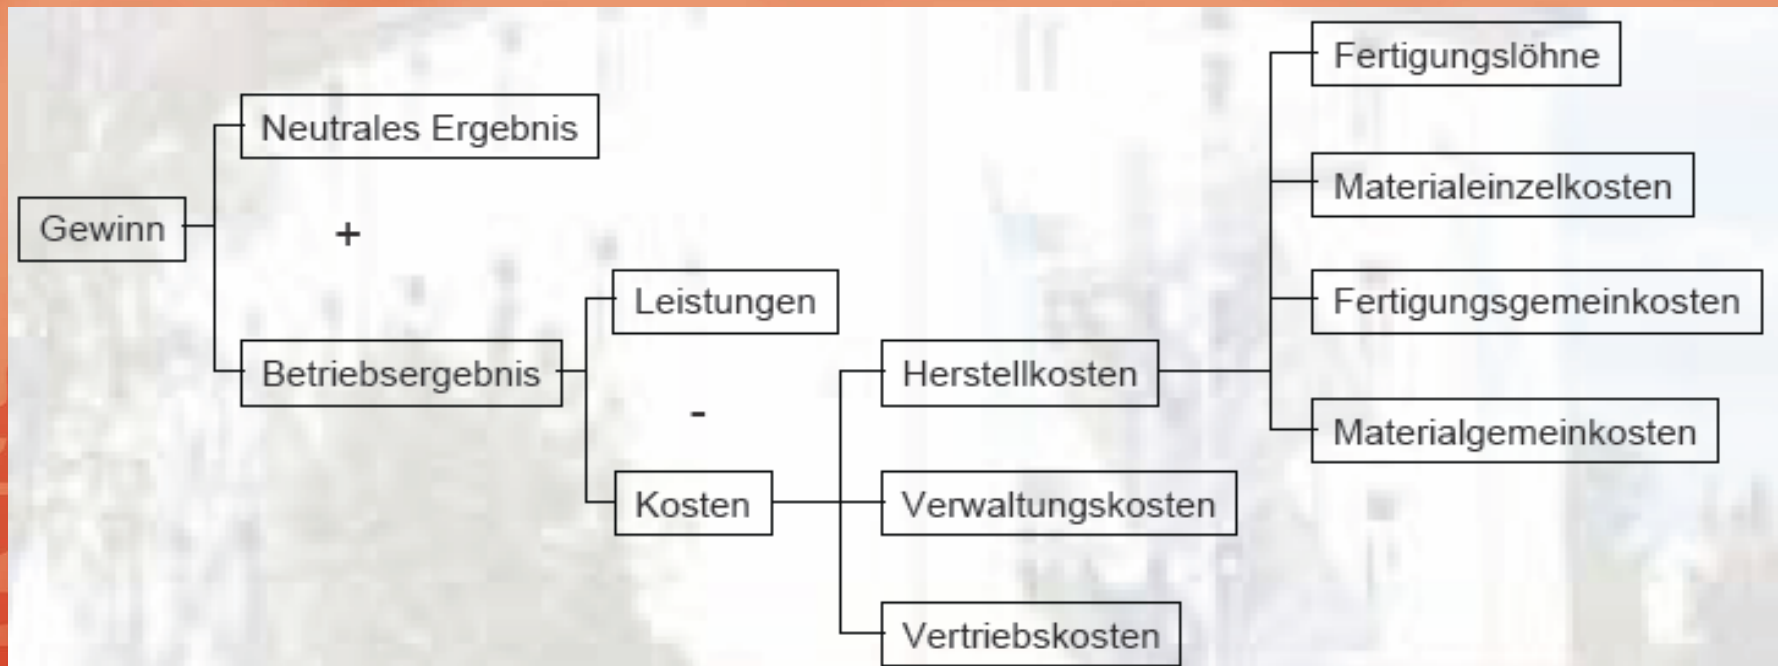 Gewinn
Neutrales Ergebnis
+
Betriebsergebnis
Leistungen
-
Kosten
Herstellkosten
Verwaltungskosten
Vertriebskosten
Fertigungslöhne
Materialeinzelkosten
Fertigungsgemeinkosten
Materialgemeinkosten